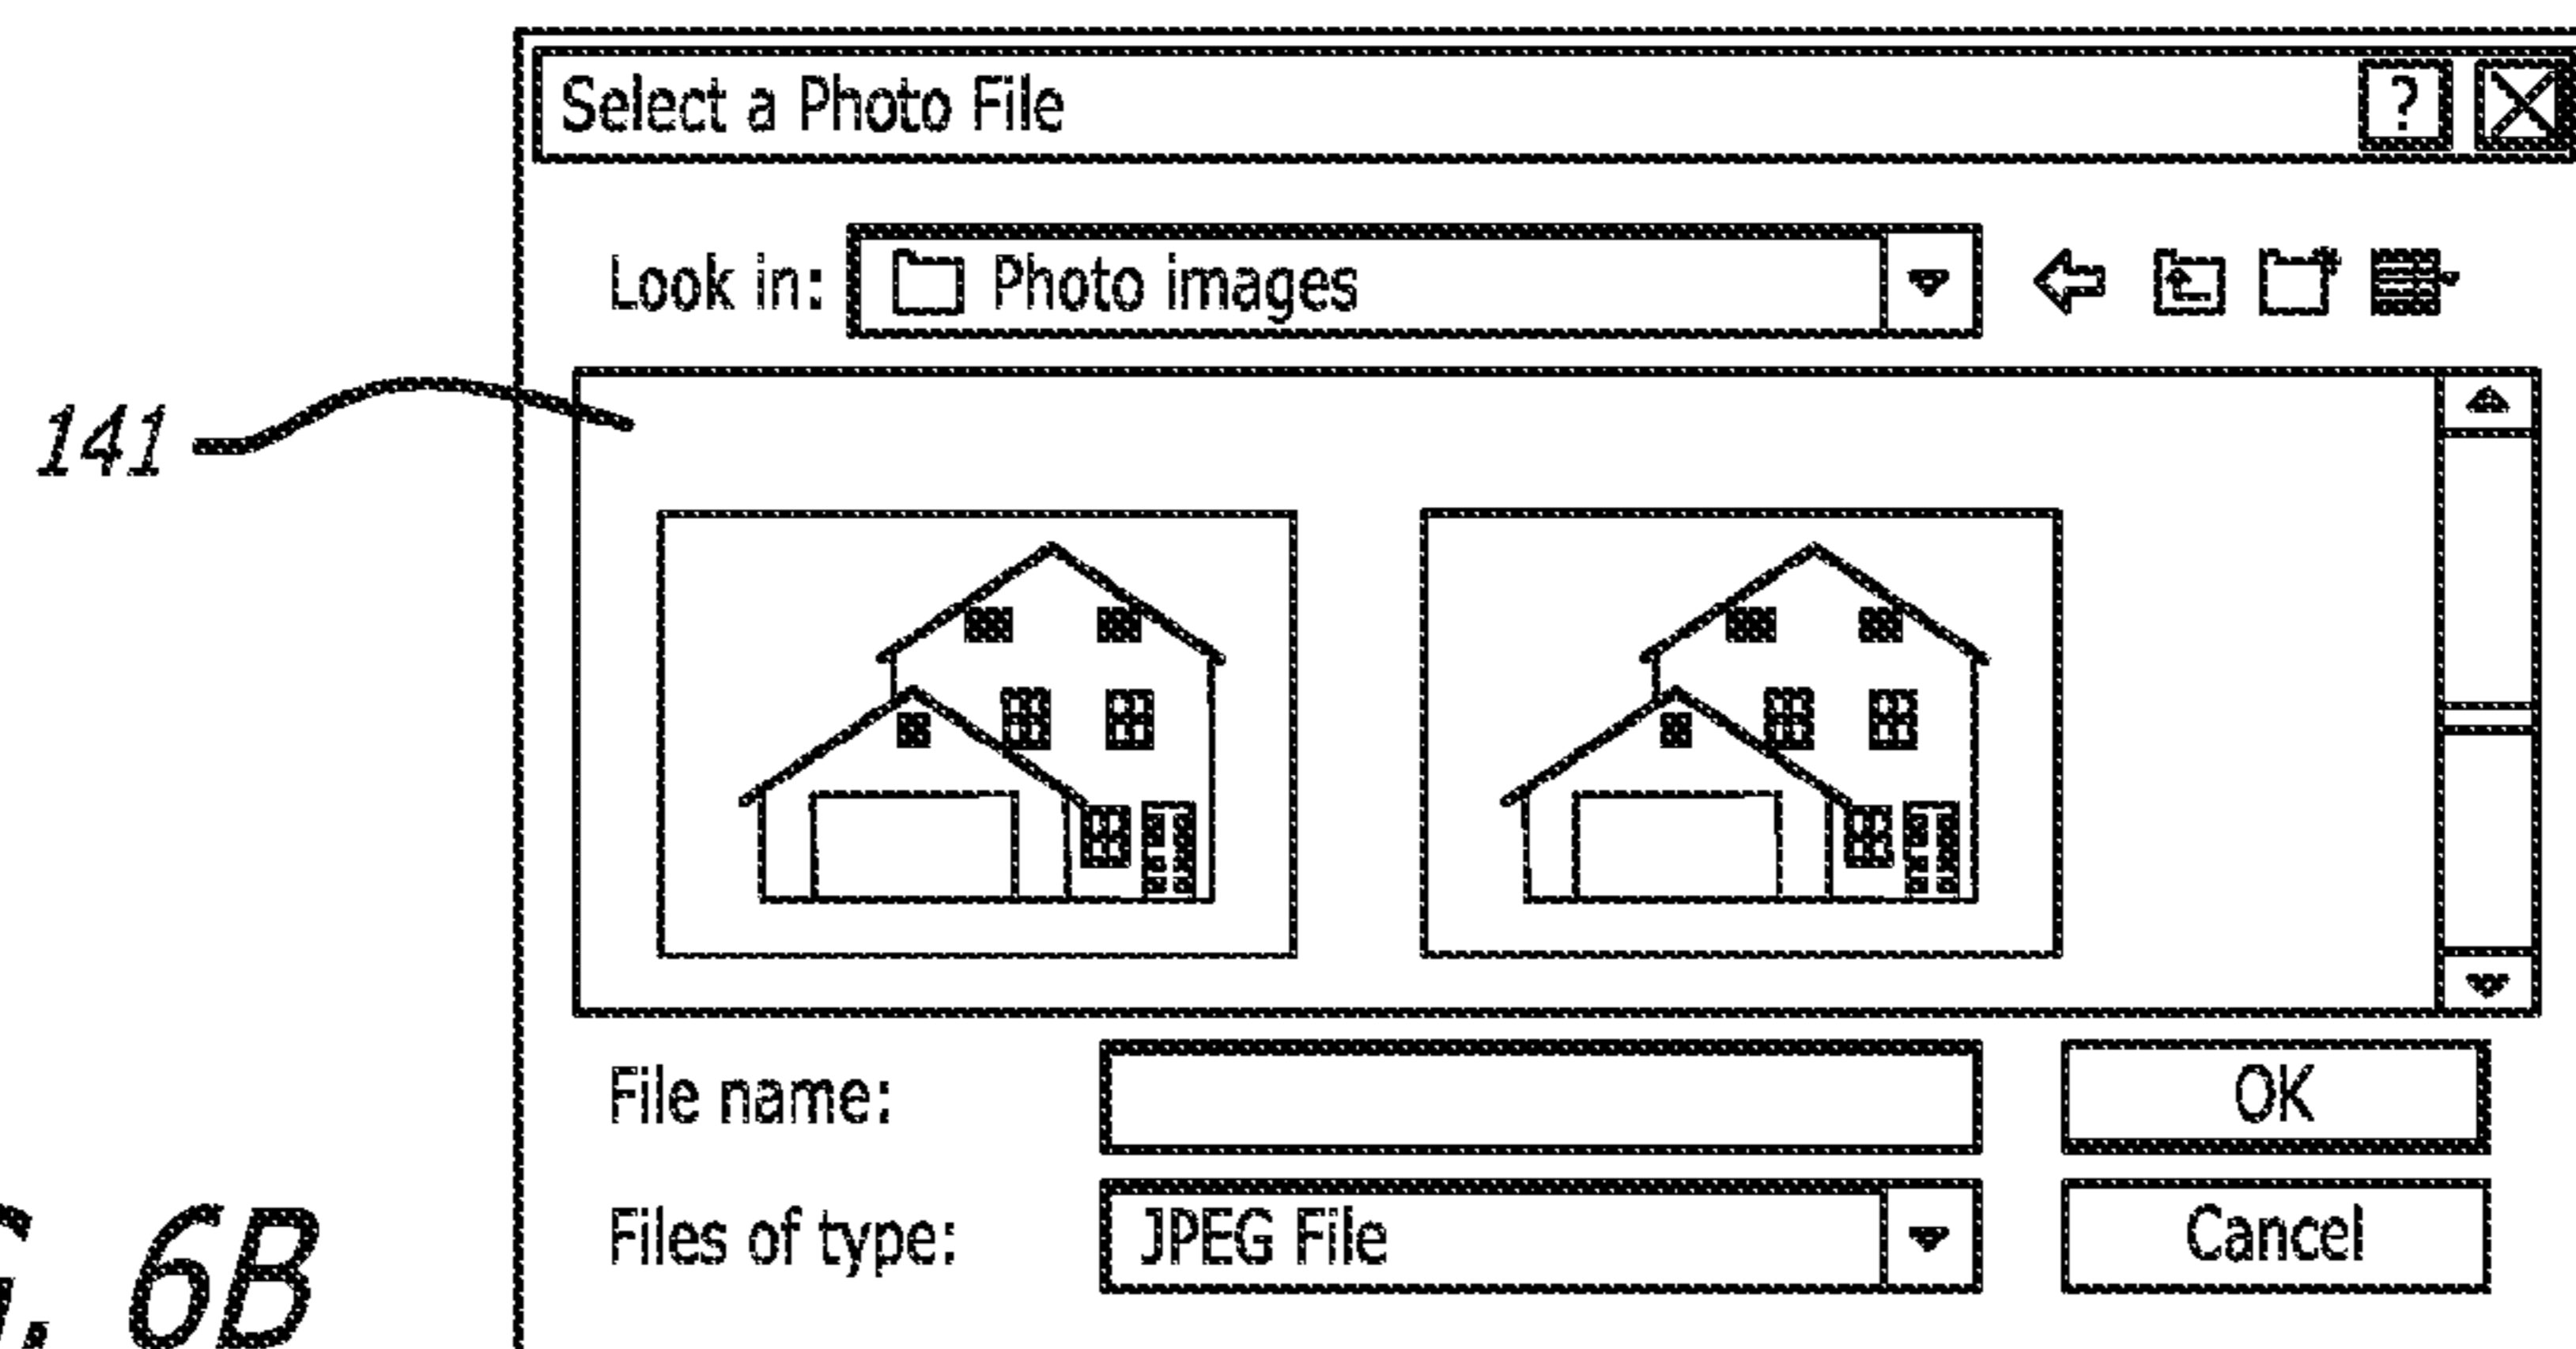 Select a Photo File ?
Look in: Photo images
141
File name: OK
Files of type: JPEG File Cancel
6B